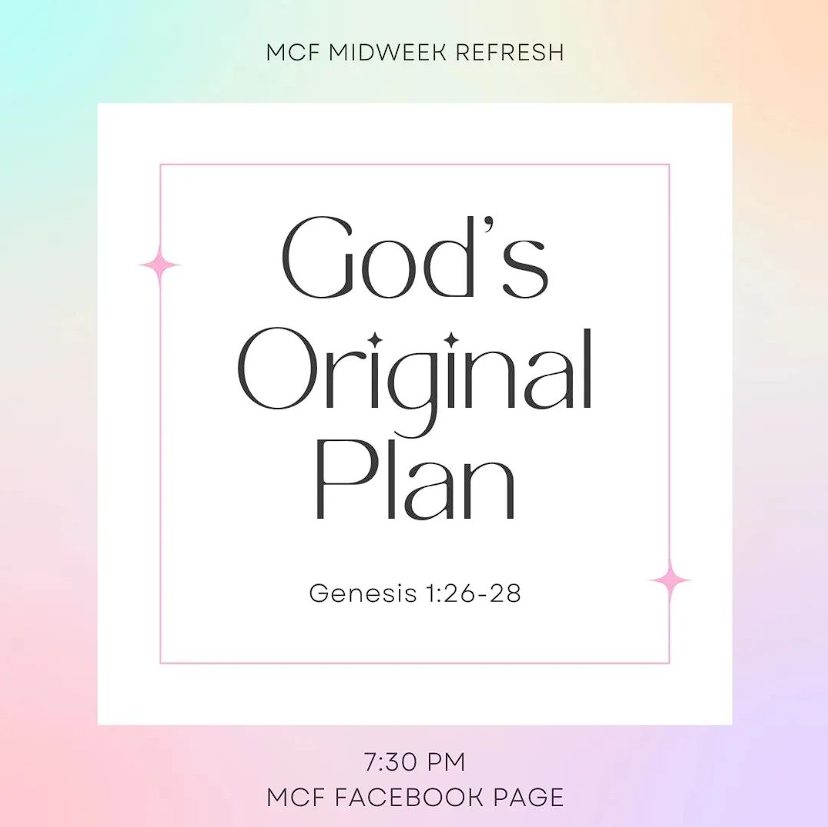 MCF MIDWEEK REFRESH
God’s
Original
Plan
Genesis 1:26-28
7:30 PM
MCF FACEBOOK PAGE